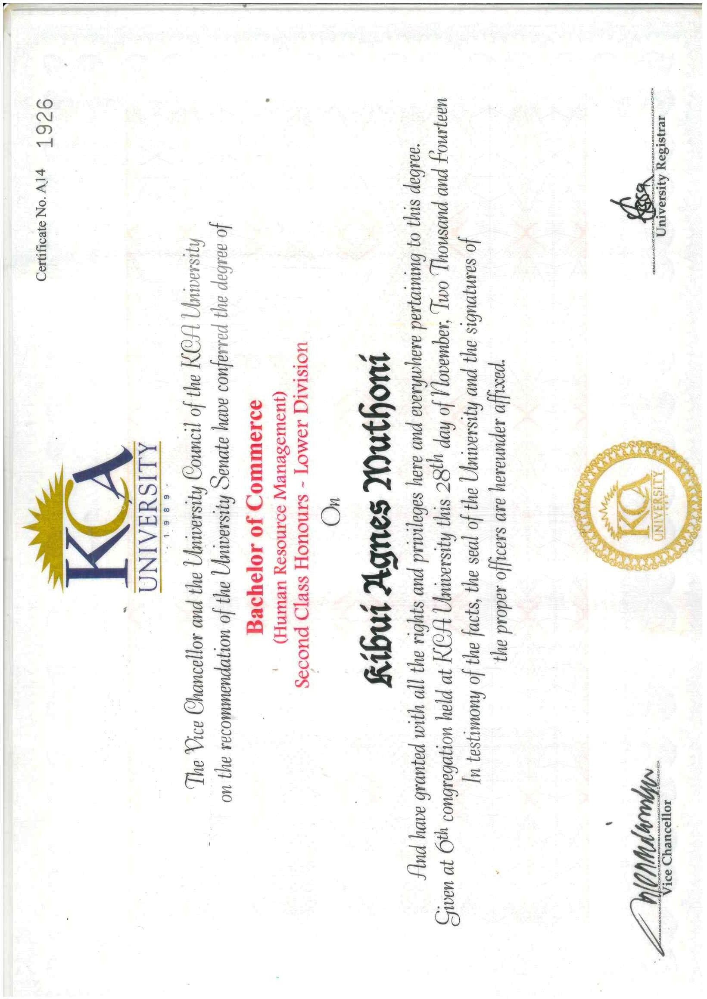 Certificate No. A14 1926
KCA
UNIVERSITY
- 1 9 8 9 -
The Vice Chancellor and the University Council of the KCA University
on the recommendation of the University Senate have conferred the degree of
Bachelor of Commerce
(Human Resource Management)
Second Class Honours ~ Lower Division
On
Kibui Agnes Muthoni
And have granted with all the rights and privileges here and everywhere pertaining to this degree.
Given at 6th congregation held at KCA University this 28th day of November, Two Thousand and Fourteen
In testimony of the facts, the seal of the University and the signatures of
the proper officers are hereunder affixed.
KCA
UNIVERSITY
Vice Chancellor
University Registrar